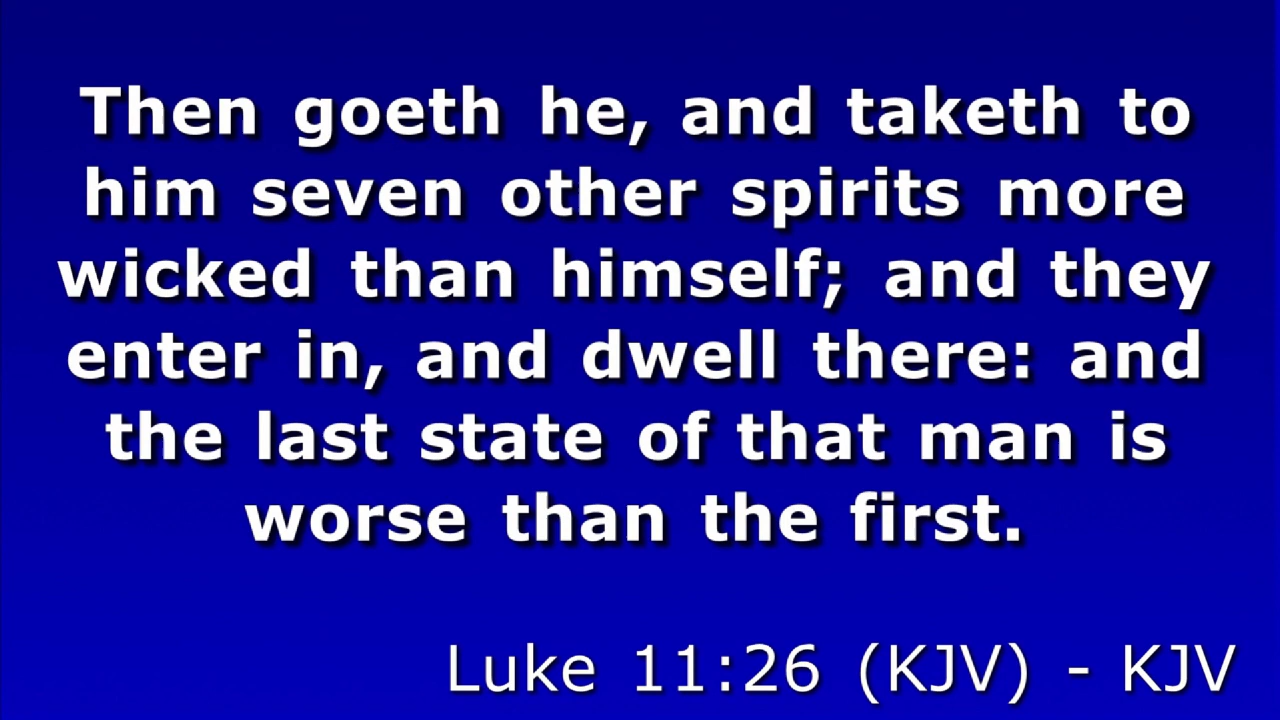 Then goeth he, and taketh to
him seven other spirits more
wicked than himself; and they
enter in, and dwell there: and
the last state of that man is
worse than the first.
Luke 11:26 (KJV) - KJV